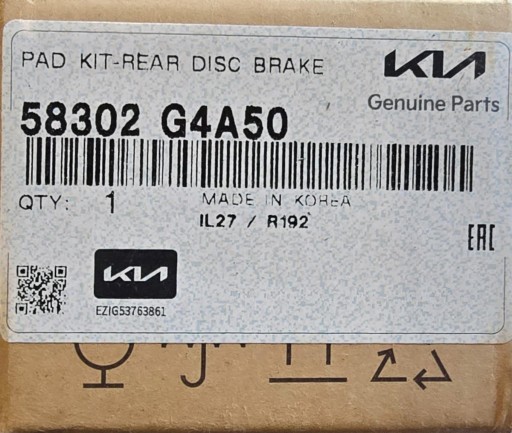 PAD KIT-REAR DISC BRAKE
KIA
Genuine Parts
58302 G4A50
QTY: 1
MADE IN KOREA
IL27 / R192
EAC
KIA
EZIG53763861